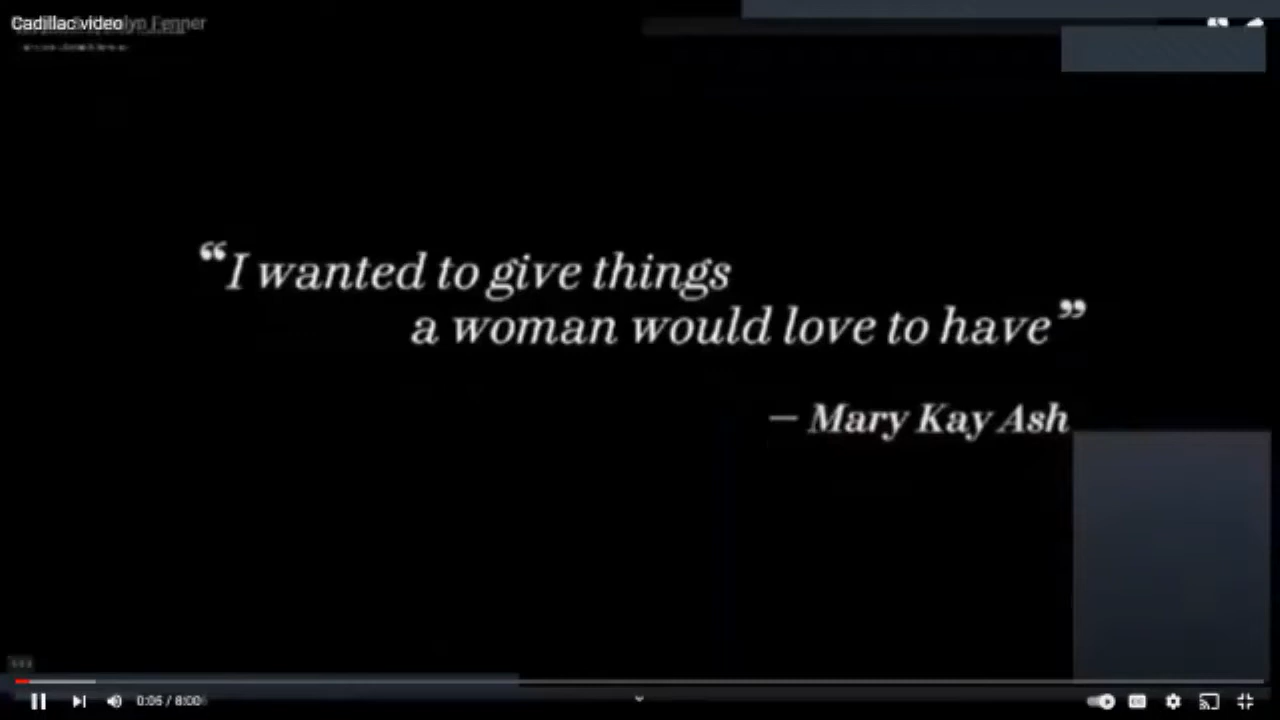 Cadillac video
“I wanted to give things
a woman would love to have”
— Mary Kay Ash
0:05 / 8:00